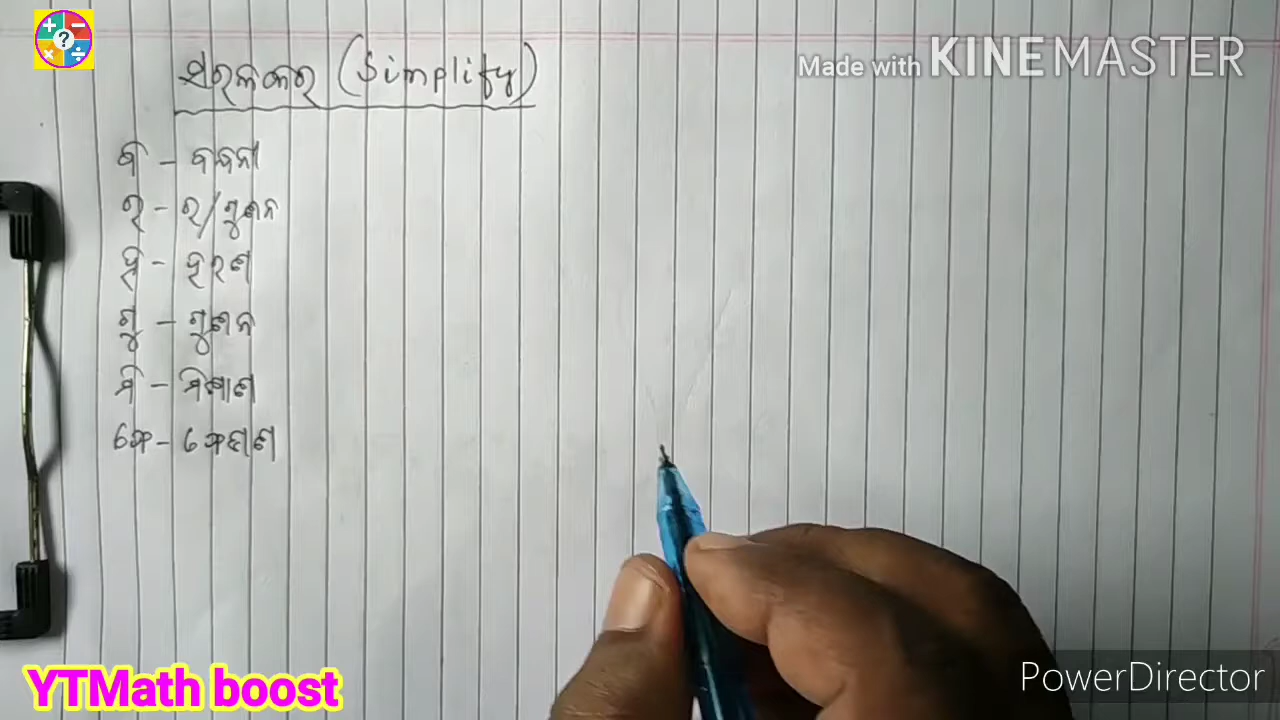 Made with KINEMASTER
ସରଳକର (Simplify)
ବ - ବନ୍ଧନୀ
ର - ର/ଗୁଣନ
ହ - ହରଣ
ଗୁ - ଗୁଣନ
ମି - ମିଶାଣ
ଫେ - ଫେଡାଣ
YTMath boost
PowerDirector